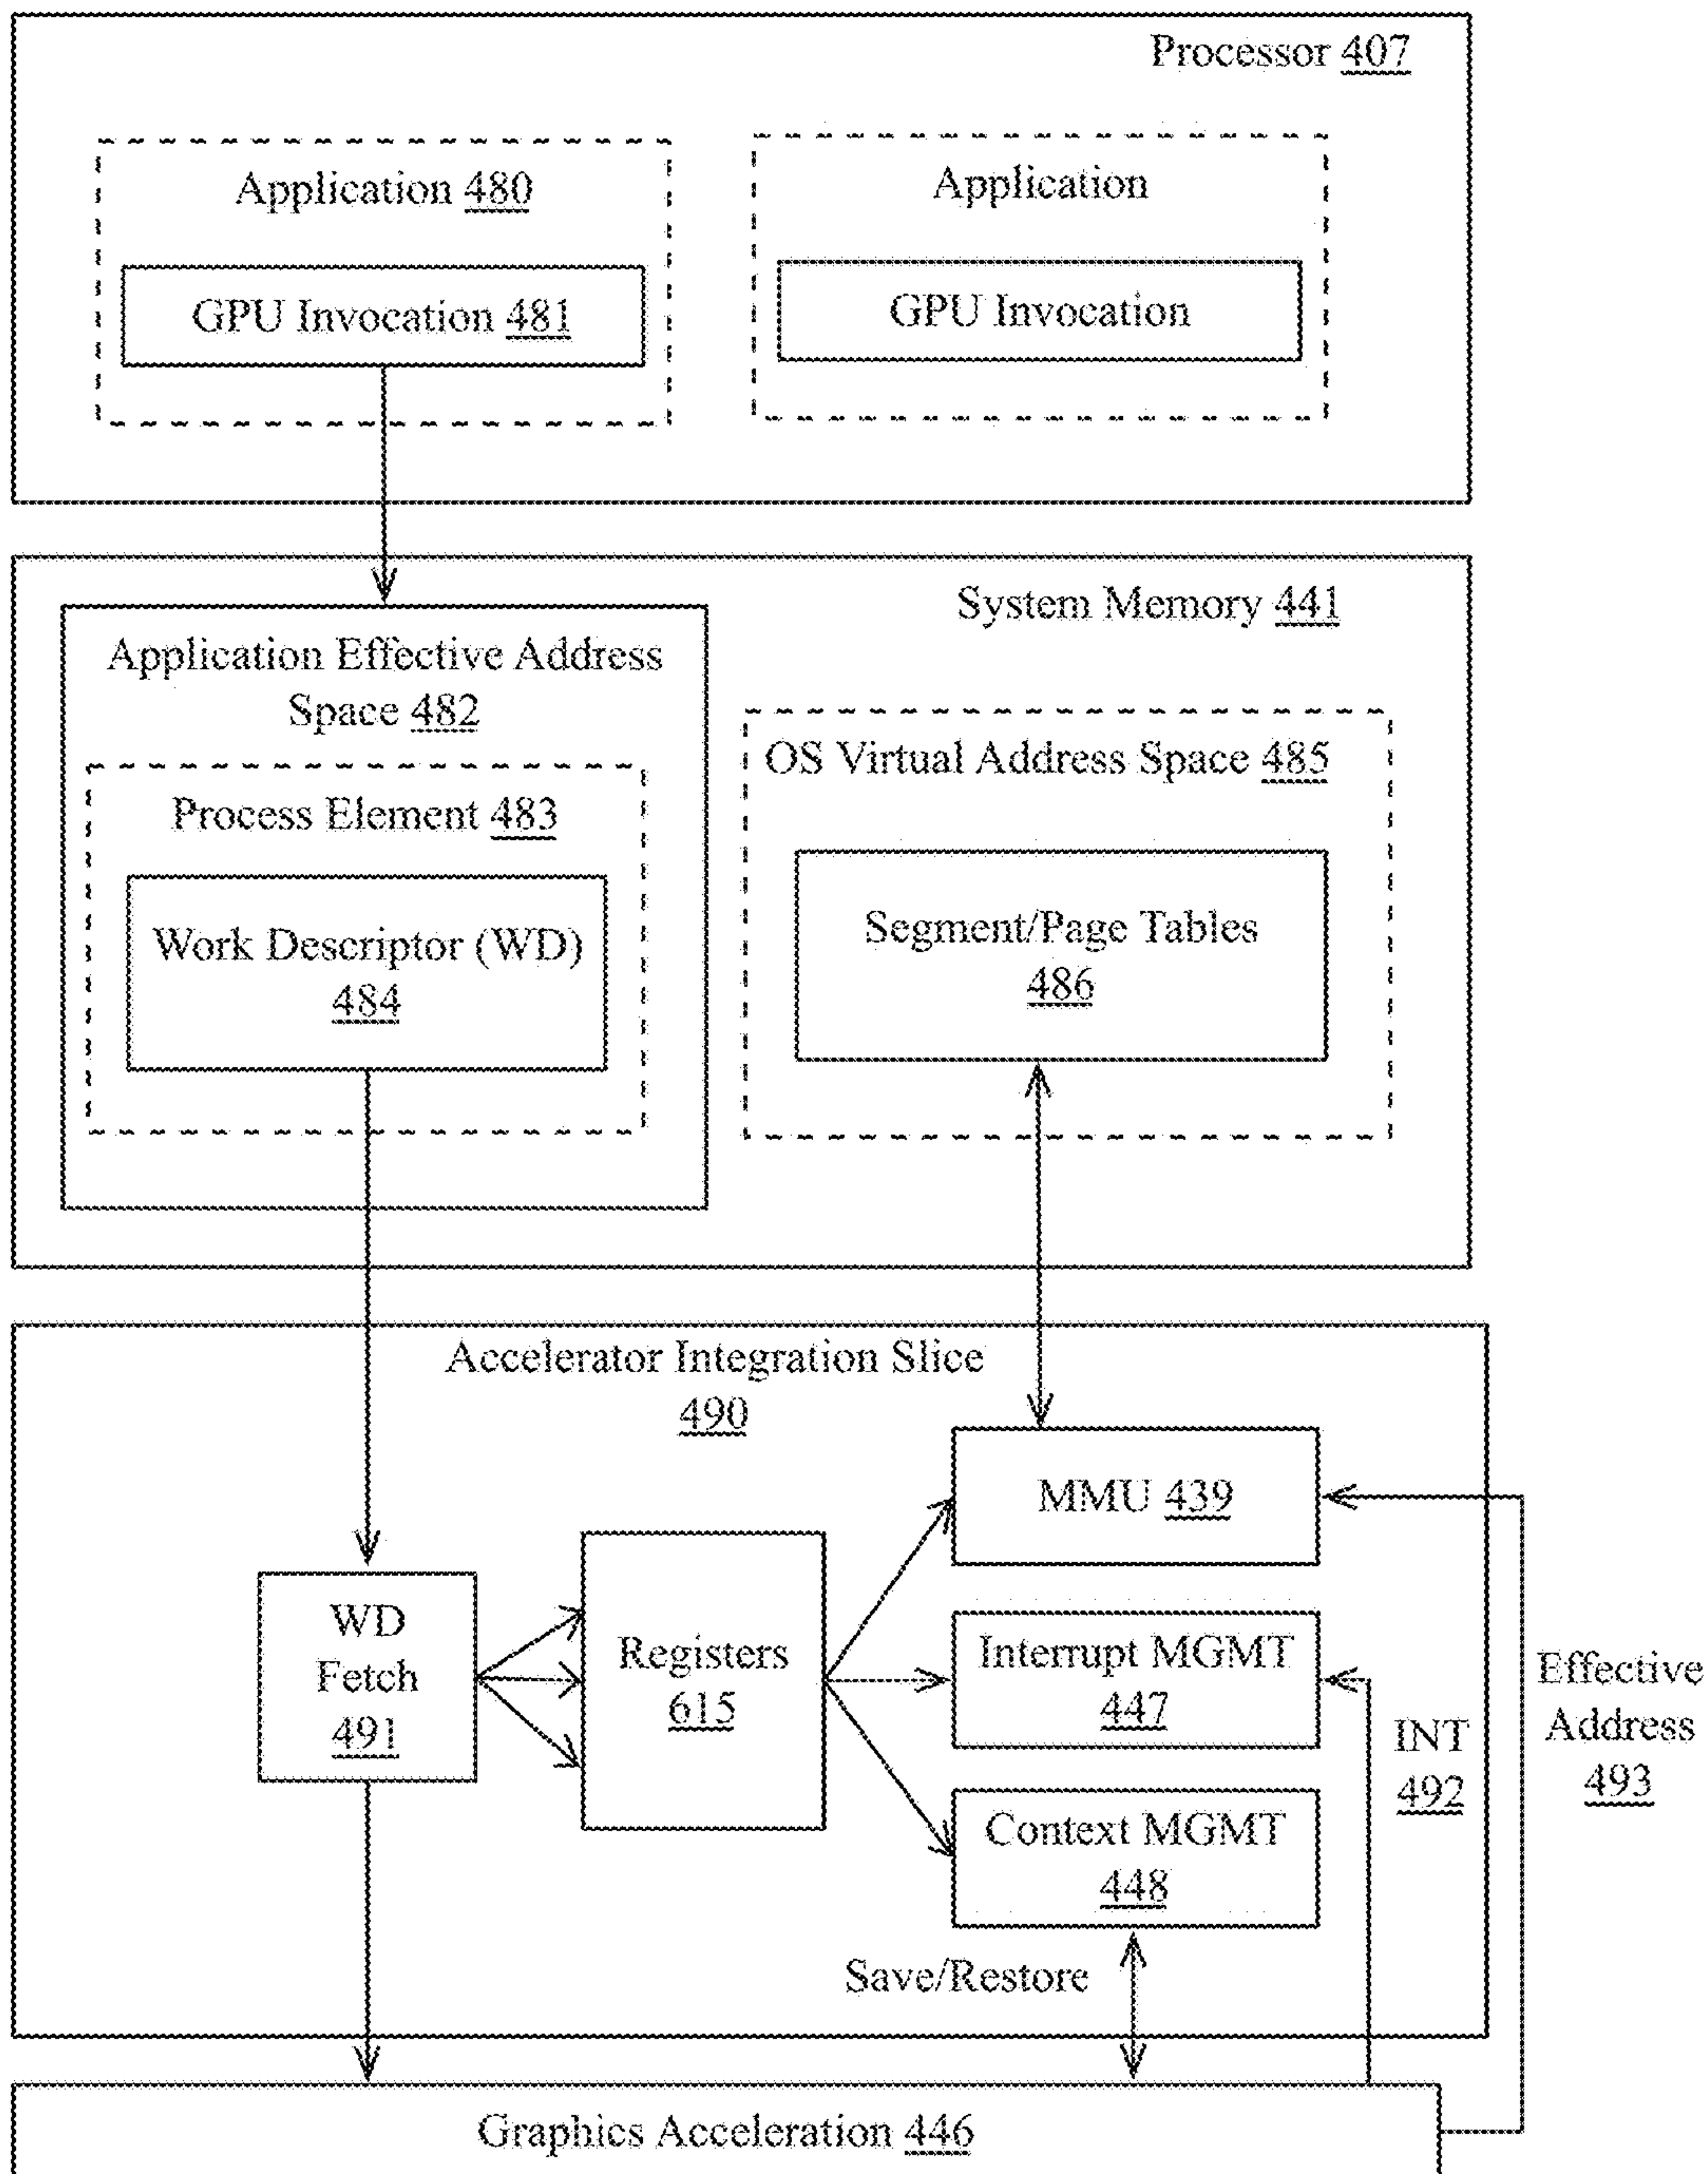 Processor 407
Application 480
Application
GPU Invocation 481
GPU Invocation
System Memory 441
Application Effective Address
Space 482
OS Virtual Address Space 485
Process Element 483
Work Descriptor (WD)
484
Segment/Page Tables
486
Accelerator Integration Slice
490
MMU 439
WD
Fetch
491
Registers
615
Interrupt MGMT
447
Effective
Address
493
INT
492
Context MGMT
448
Save/Restore
Graphics Acceleration 446